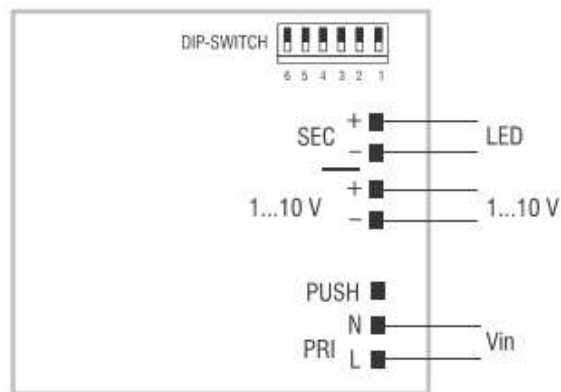 DIP-SWITCH
6 5 4 3 2 1
SEC + LED
−
+
1...10 V − 1...10 V
PUSH
N
PRI L Vin